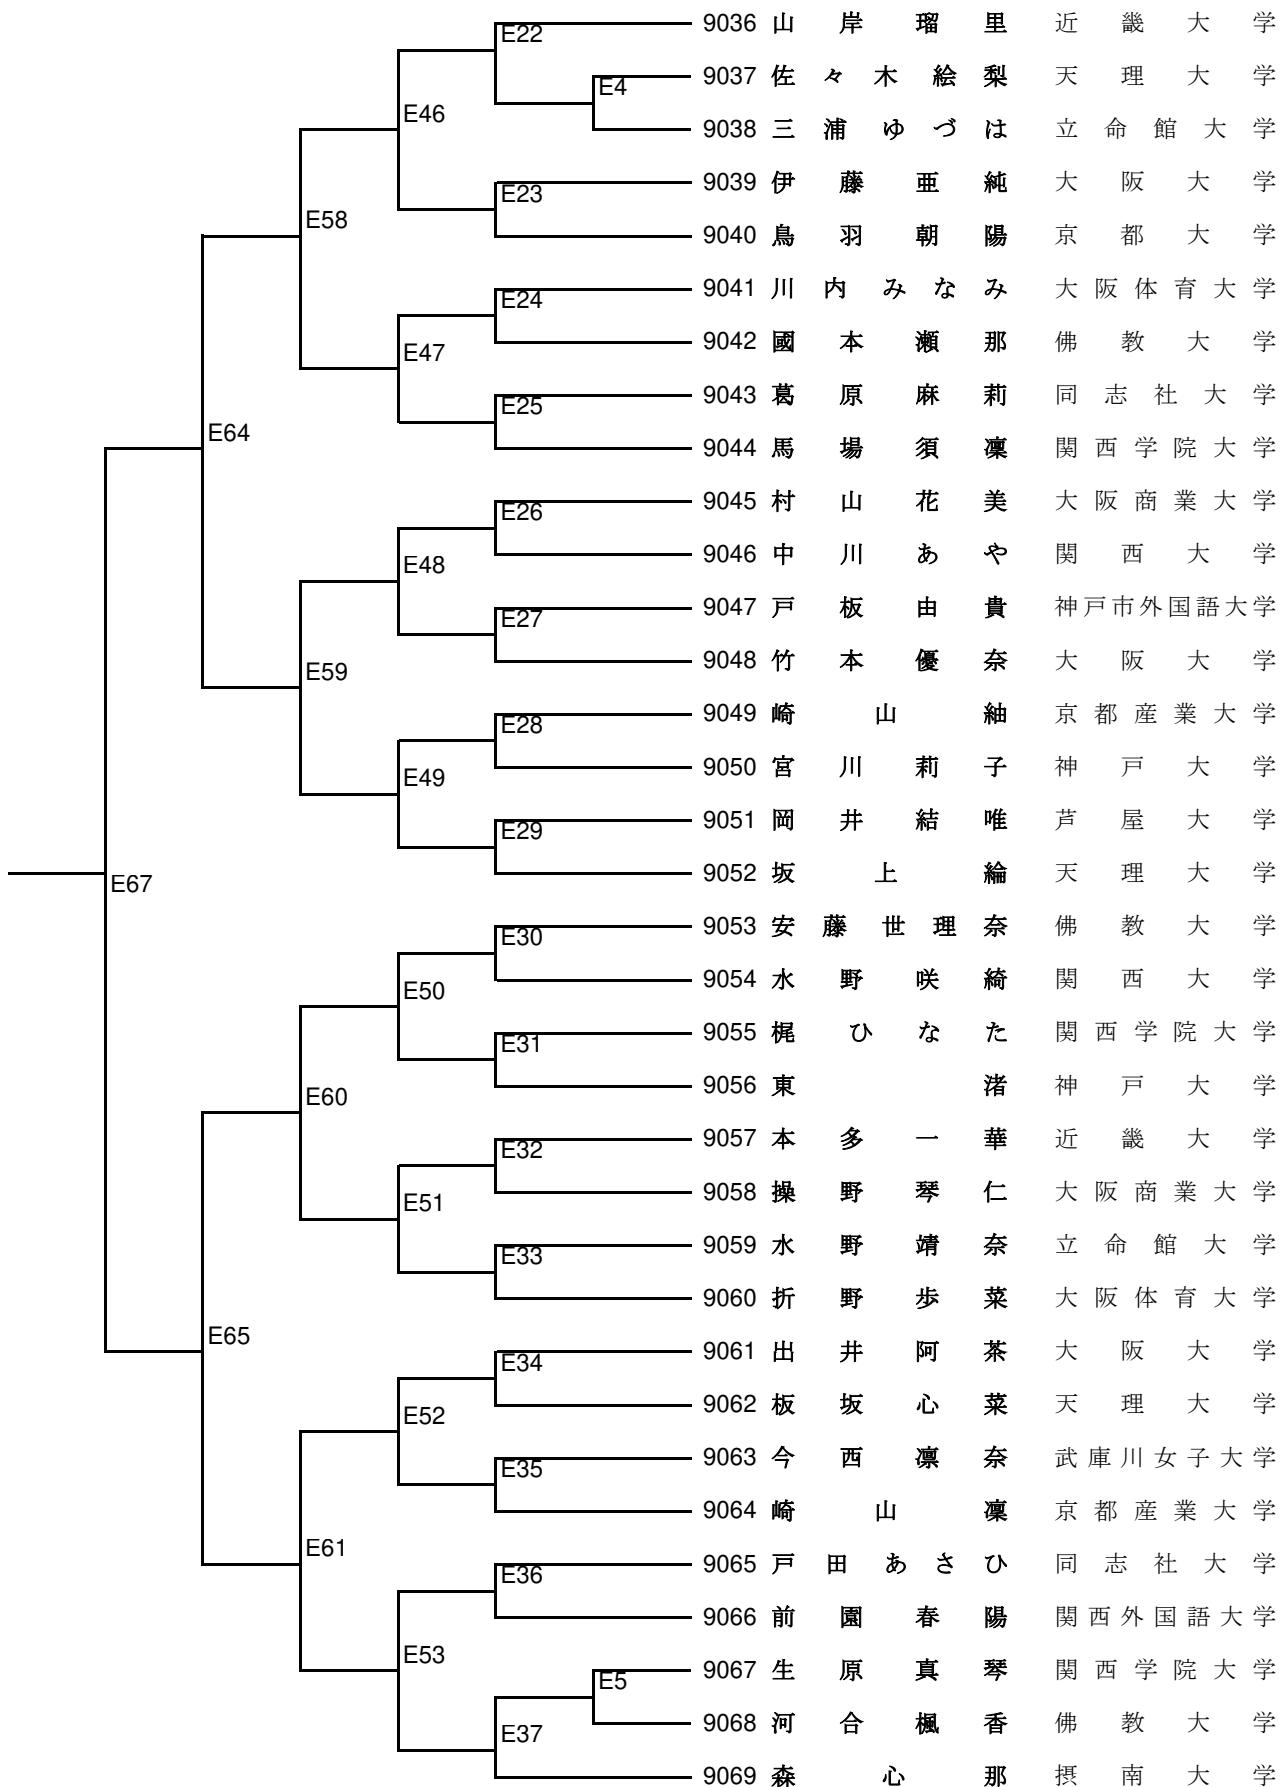 9036 山岸瑠里 近畿大学
E22
9037 佐々木絵梨 天理大学
E4
E46
9038 三浦ゆづは 立命館大学
9039 伊藤亜純 大阪大学
E23
E58
9040 鳥羽朝陽 京都大学
9041 川内みなみ 大阪体育大学
E24
9042 國本瀬那 佛教大学
E47
9043 葛原麻莉 同志社大学
E25
E64
9044 馬場須凜 関西学院大学
9045 村山花美 大阪商業大学
E26
9046 中川あや 関西大学
E48
9047 戸板由貴 神戸市外国語大学
E27
9048 竹本優奈 大阪大学
E59
9049 崎山紬 京都産業大学
E28
9050 宮川莉子 神戸大学
E49
9051 岡井結唯 芦屋大学
E29
9052 坂上綸 天理大学
E67
9053 安藤世理奈 佛教大学
E30
9054 水野咲綺 関西大学
E50
9055 梶ひなた 関西学院大学
E31
9056 東渚 神戸大学
E60
9057 本多一華 近畿大学
E32
9058 操野琴仁 大阪商業大学
E51
9059 水野靖奈 立命館大学
E33
9060 折野歩菜 大阪体育大学
E65
9061 出井阿茶 大阪大学
E34
9062 板坂心菜 天理大学
E52
9063 今西凛奈 武庫川女子大学
E35
9064 崎山凜 京都産業大学
E61
9065 戸田あさひ 同志社大学
E36
9066 前園春陽 関西外国語大学
E53
9067 生原真琴 関西学院大学
E5
9068 河合楓香 佛教大学
E37
9069 森心那 摂南大学